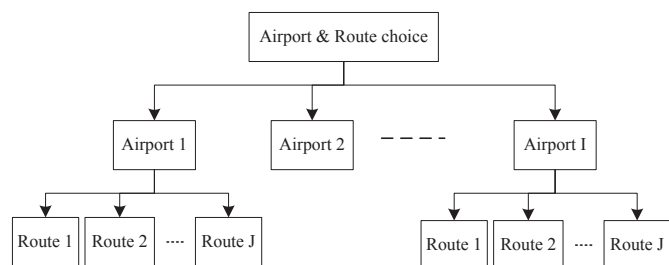 Airport & Route choice
Airport 1
Airport 2
Airport I
Route 1
Route 2
Route J
Route 1
Route 2
Route J